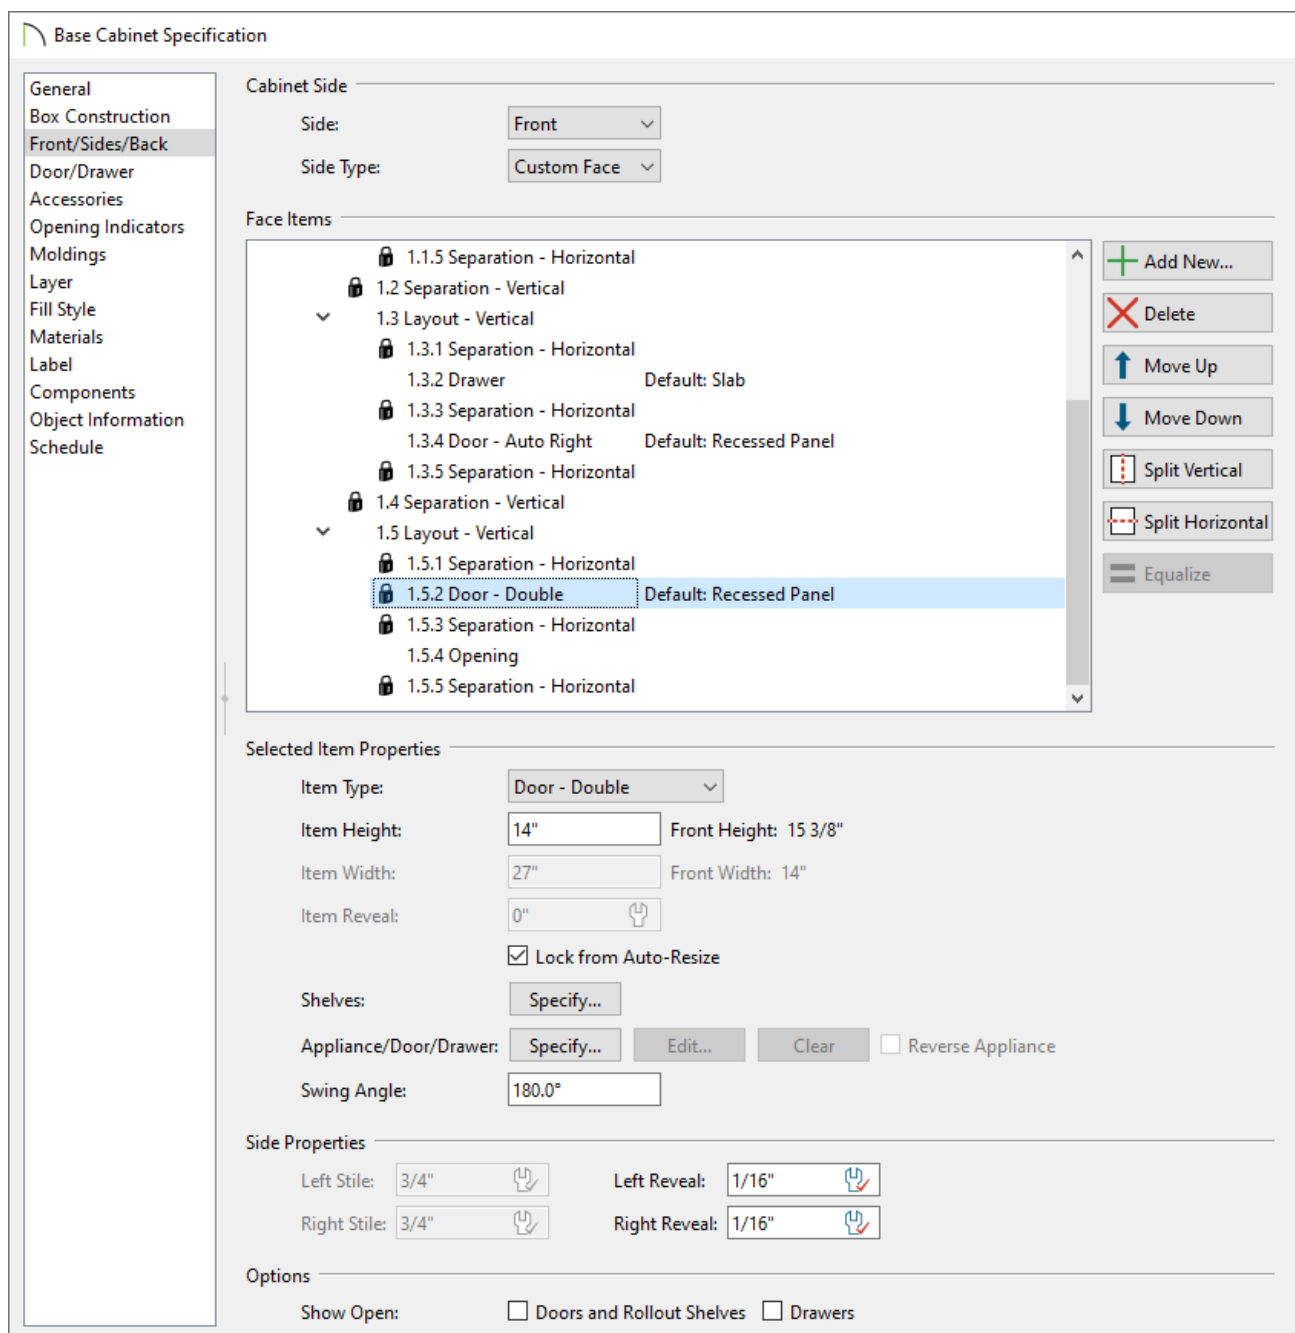 Base Cabinet Specification
General
Box Construction
Front/Sides/Back
Door/Drawer
Accessories
Opening Indicators
Moldings
Layer
Fill Style
Materials
Label
Components
Object Information
Schedule
Cabinet Side
Side: Front
Side Type: Custom Face
Face Items
1.1.5 Separation - Horizontal
1.2 Separation - Vertical
1.3 Layout - Vertical
1.3.1 Separation - Horizontal
1.3.2 Drawer Default: Slab
1.3.3 Separation - Horizontal
1.3.4 Door - Auto Right Default: Recessed Panel
1.3.5 Separation - Horizontal
1.4 Separation - Vertical
1.5 Layout - Vertical
1.5.1 Separation - Horizontal
1.5.2 Door - Double Default: Recessed Panel
1.5.3 Separation - Horizontal
1.5.4 Opening
1.5.5 Separation - Horizontal
Add New...
Delete
Move Up
Move Down
Split Vertical
Split Horizontal
Equalize
Selected Item Properties
Item Type: Door - Double
Item Height: 14" Front Height: 15 3/8"
Item Width: 27" Front Width: 14"
Item Reveal: 0"
Lock from Auto-Resize
Shelves: Specify...
Appliance/Door/Drawer: Specify... Edit... Clear Reverse Appliance
Swing Angle: 180.0°
Side Properties
Left Stile: 3/4" Left Reveal: 1/16"
Right Stile: 3/4" Right Reveal: 1/16"
Options
Show Open: Doors and Rollout Shelves Drawers